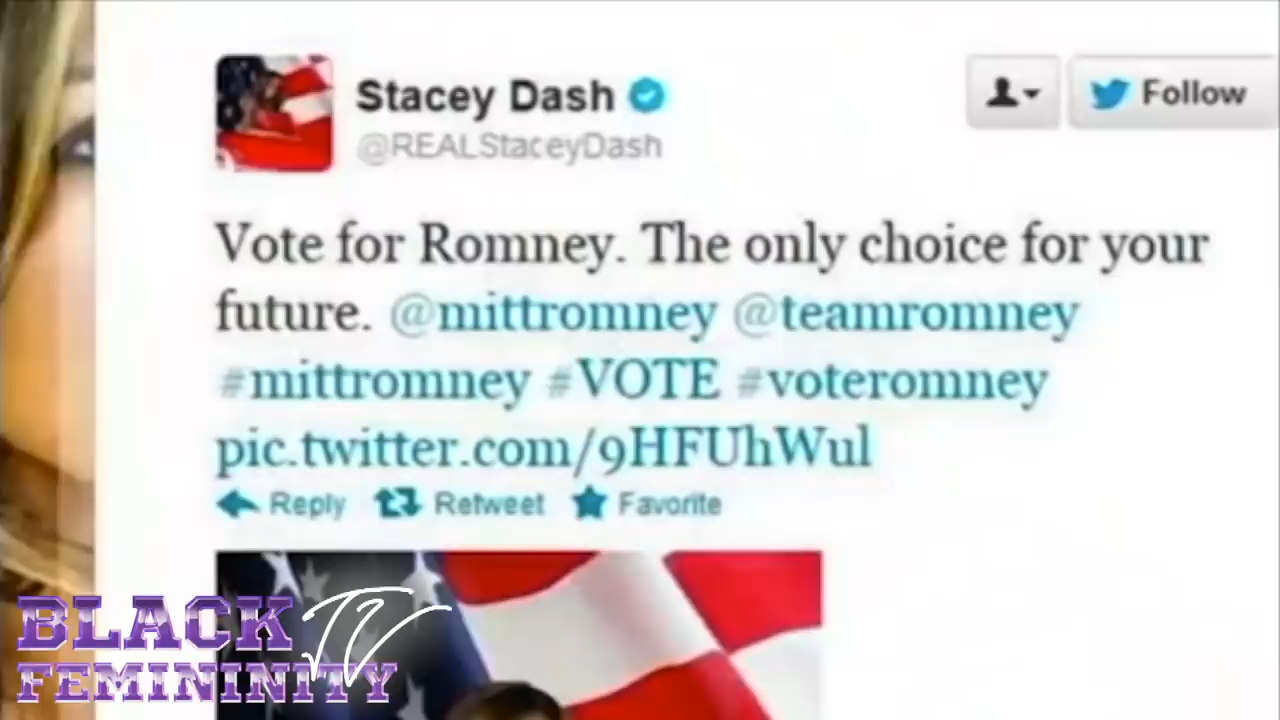 Stacey Dash
@REALStaceyDash
Follow
Vote for Romney. The only choice for your
future. @mittromney @teamromney
#mittromney #VOTE #voteromney
pic.twitter.com/9HFUhWul
Reply Retweet Favorite
BLACK TV
FEMININITY